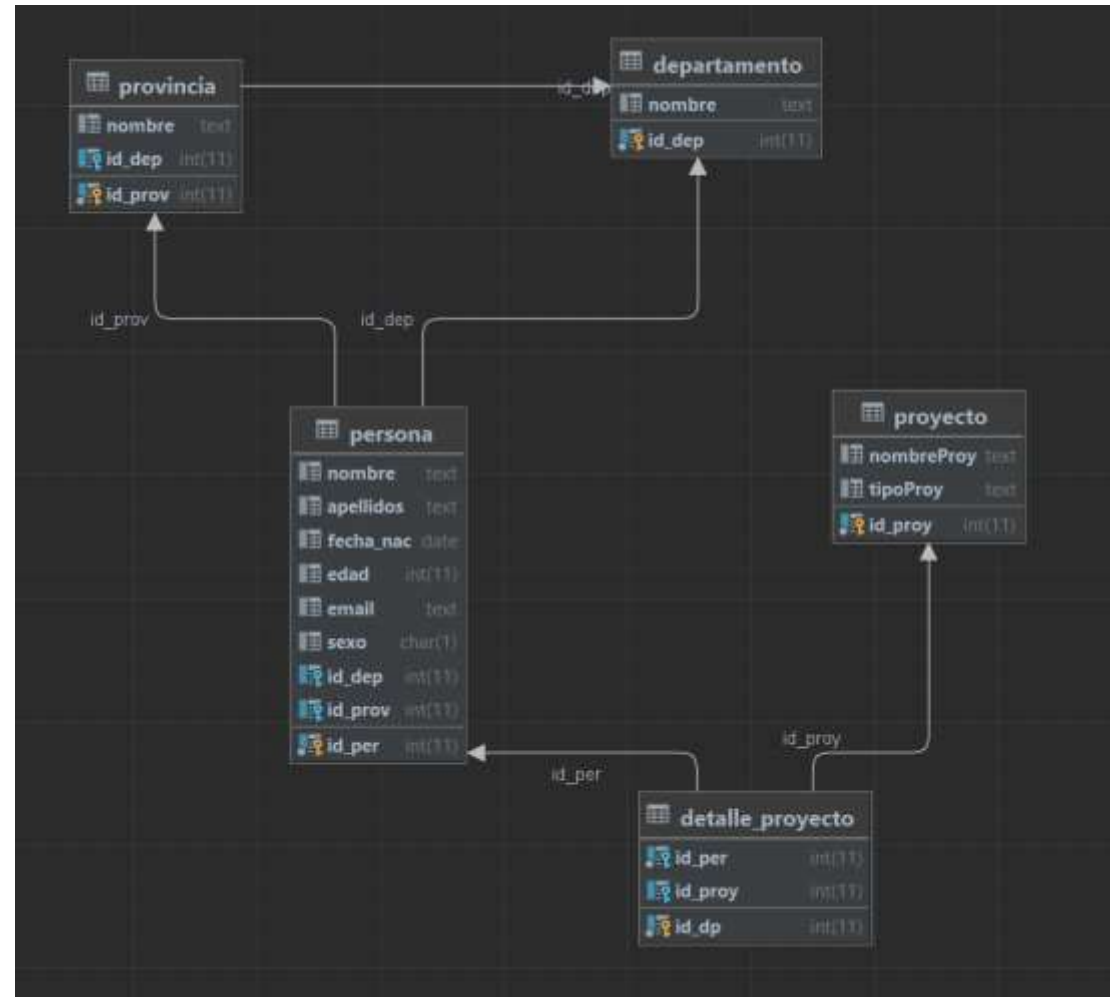 provincia
nombre text
id_dep int(11)
id_prov int(11)
id_dep
departamento
nombre text
id_dep int(11)
id_prov
id_dep
persona
nombre text
apellidos text
fecha_nac date
edad int(11)
email text
sexo char(1)
id_dep int(11)
id_prov int(11)
id_per int(11)
proyecto
nombreProy text
tipoProy text
id_proy int(11)
id_per
id_proy
detalle_proyecto
id_per int(11)
id_proy int(11)
id_dp int(11)